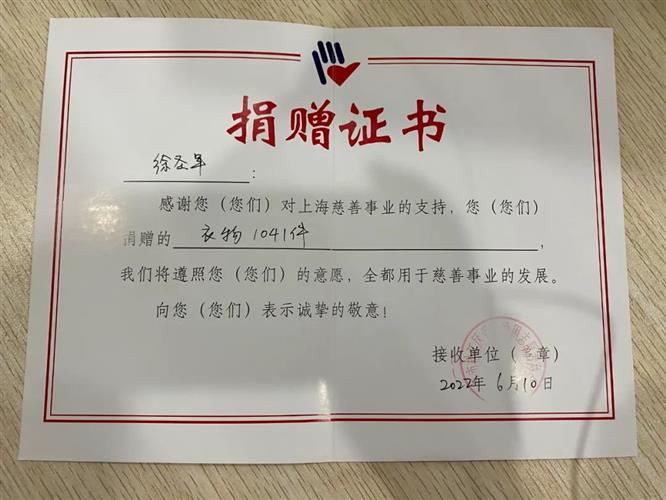 捐赠证书
徐圣年：
感谢您（您们）对上海慈善事业的支持，您（您们）
捐赠的 衣物1041件，
我们将遵照您（您们）的意愿，全都用于慈善事业的发展。
向您（您们）表示诚挚的敬意！
接收单位（签章）
2022年6月10日